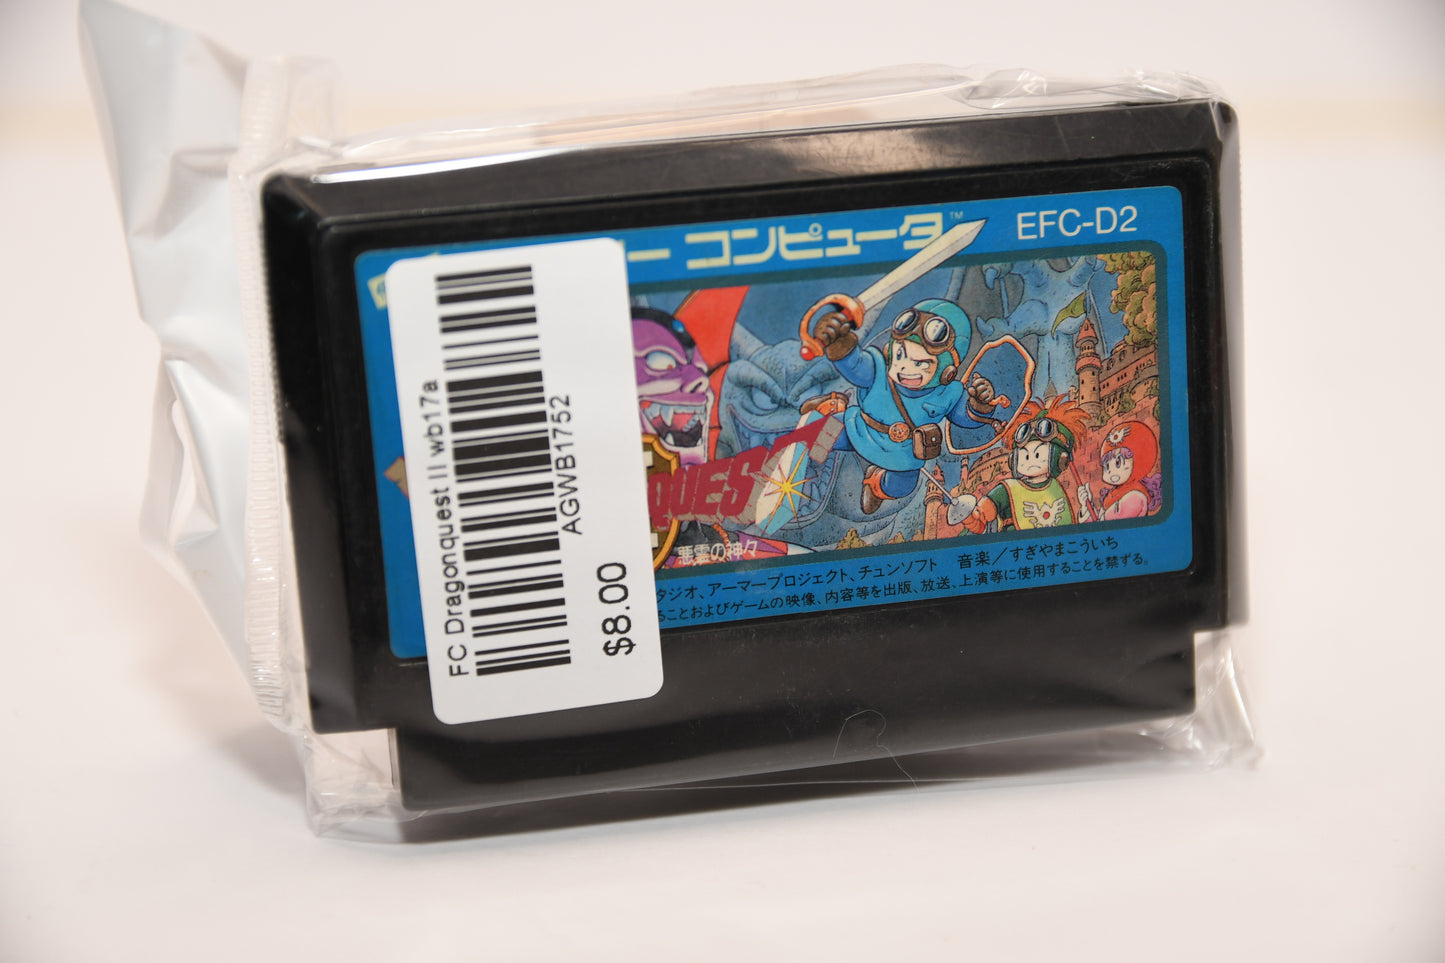 ー コンピュータ™
EFC-D2
QUEST
悪霊の神々
タジオ、アーマープロジェクト、チュンソフト 音楽／すぎやまこういち
ることおよびゲームの映像、内容等を出版、放送、上演等に使用することを禁ずる。
FC Dragonquest II wb17a
AGWB1752
$8.00